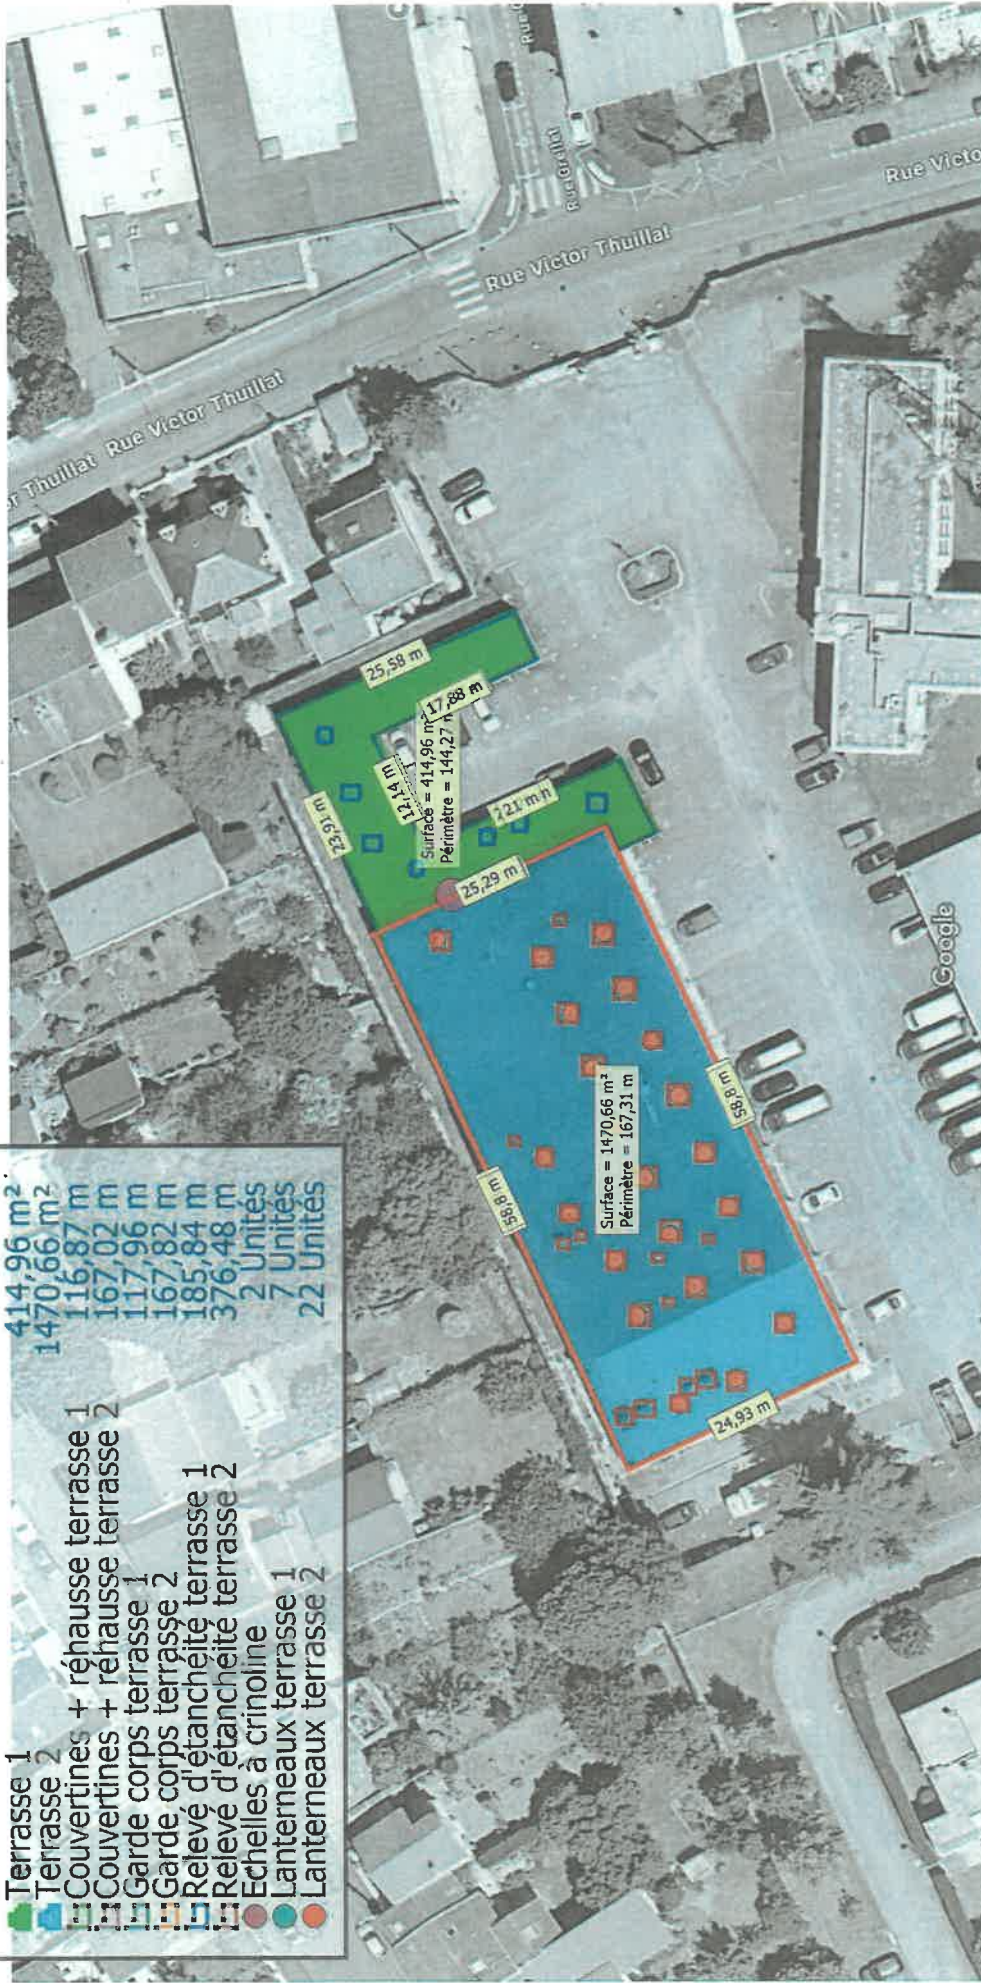 Terrasse 1 414,96 m²
Terrasse 2 1470,66 m²
Couvertines + réhausse terrasse 1 116,87 m
Couvertines + réhausse terrasse 2 167,02 m
Garde corps terrasse 1 117,96 m
Garde corps terrasse 2 167,82 m
Relevé d'étanchéité terrasse 1 185,84 m
Relevé d'étanchéité terrasse 2 376,48 m
Echelles à crinoline 2 Unités
Lanterneaux terrasse 1 7 Unités
Lanterneaux terrasse 2 22 Unités
Thuillat
Rue Victor Thuillat
Rue Victor Thuillat
Rue Grellat
Rue Victo
25,58 m
17,88 m
23,91 m
12,14 m
Surface = 414,96 m²
Périmètre = 144,27
21 m
25,29 m
58,8 m
Surface = 1470,66 m²
Périmètre = 167,31 m
58,8 m
24,93 m
Google